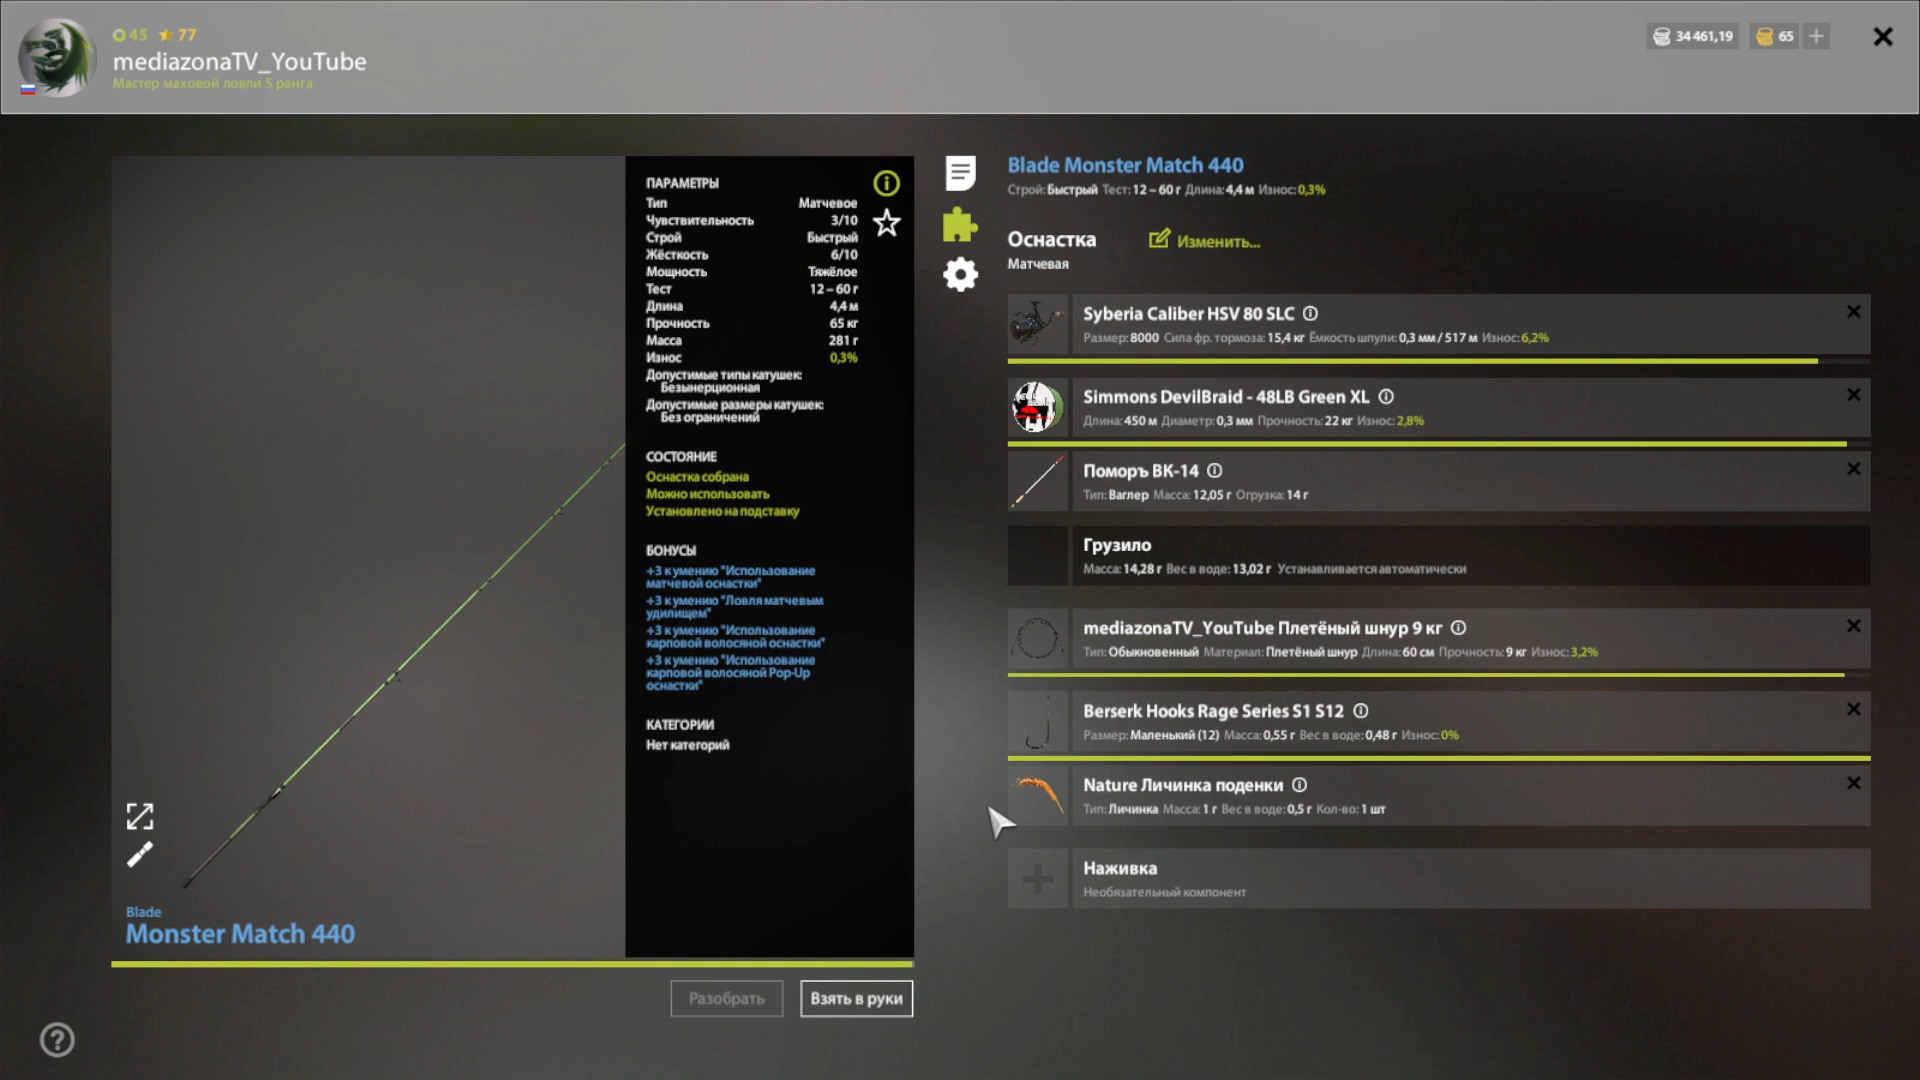 45 77
mediazonaTV_YouTube
Мастер маховой ловли 5 ранга
34 461,19 65
ПАРАМЕТРЫ
Тип Матчевое
Чувствительность 3/10
Строй Быстрый
Жёсткость 6/10
Мощность Тяжёлое
Тест 12 – 60 г
Длина 4,4 м
Прочность 65 кг
Масса 281 г
Износ 0,3%
Допустимые типы катушек:
Безынерционная
Допустимые размеры катушек:
Без ограничений
СОСТОЯНИЕ
Оснастка собрана
Можно использовать
Установлено на подставку
БОНУСЫ
+3 к умению "Использование
матчевой оснастки"
+3 к умению "Ловля матчевым
удилищем"
+3 к умению "Использование
карповой волосяной оснастки"
+3 к умению "Использование
карповой волосяной Pop-Up
оснастки"
КАТЕГОРИИ
Нет категорий
Blade
Monster Match 440
Разобрать
Взять в руки
Blade Monster Match 440
Строй: Быстрый Тест: 12 – 60 г Длина: 4,4 м Износ: 0,3%
Оснастка Изменить...
Матчевая
Syberia Caliber HSV 80 SLC
Размер: 8000 Сила фр. тормоза: 15,4 кг Ёмкость шпули: 0,3 мм / 517 м Износ: 6,2%
Simmons DevilBraid - 48LB Green XL
Длина: 450 м Диаметр: 0,3 мм Прочность: 22 кг Износ: 2,8%
Поморъ ВК-14
Тип: Ваглер Масса: 12,05 г Огрузка: 14 г
Грузило
Масса: 14,28 г Вес в воде: 13,02 г Устанавливается автоматически
mediazonaTV_YouTube Плетёный шнур 9 кг
Тип: Обыкновенный Материал: Плетёный шнур Длина: 60 см Прочность: 9 кг Износ: 3,2%
Berserk Hooks Rage Series S1 S12
Размер: Маленький (12) Масса: 0,55 г Вес в воде: 0,48 г Износ: 0%
Nature Личинка поденки
Тип: Личинка Масса: 1 г Вес в воде: 0,5 г Кол-во: 1 шт
Наживка
Необязательный компонент